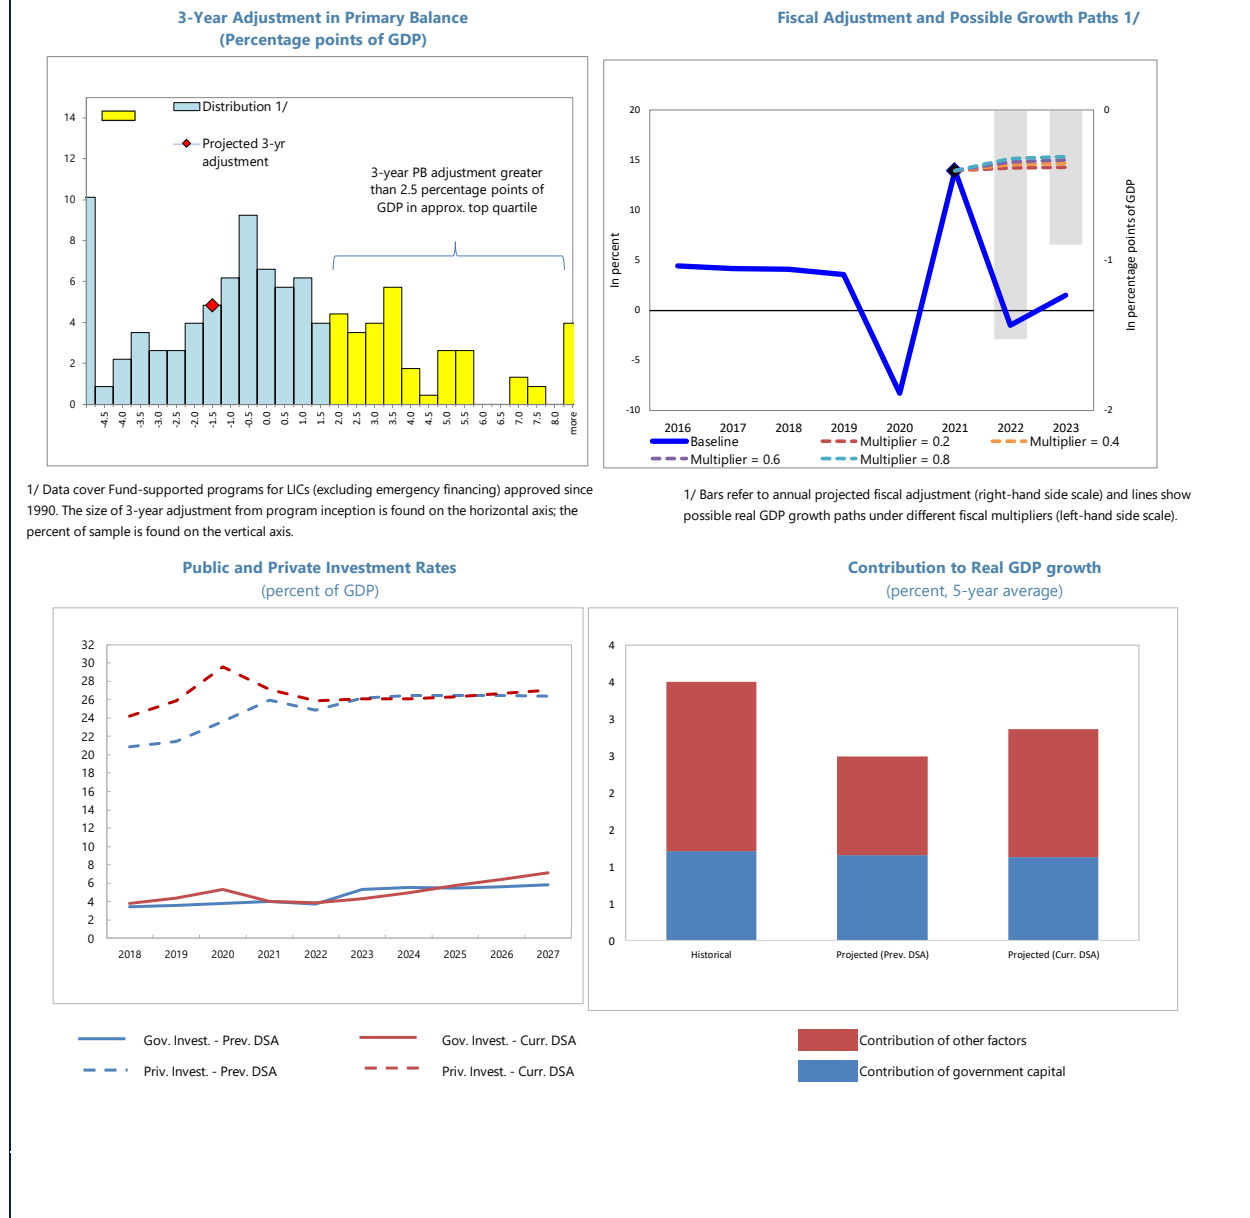 3-Year Adjustment in Primary Balance
(Percentage points of GDP)
14
12
10
8
6
4
2
0
Distribution 1/
Projected 3-yr
adjustment
3-year PB adjustment greater
than 2.5 percentage points of
GDP in approx. top quartile
-4.5 -4.0 -3.5 -3.0 -2.5 -2.0 -1.5 -1.0 -0.5 0.0 0.5 1.0 1.5 2.0 2.5 3.0 3.5 4.0 4.5 5.0 5.5 6.0 6.5 7.0 7.5 8.0 more
1/ Data cover Fund-supported programs for LICs (excluding emergency financing) approved since
1990. The size of 3-year adjustment from program inception is found on the horizontal axis; the
percent of sample is found on the vertical axis.
Fiscal Adjustment and Possible Growth Paths 1/
In percent
20
15
10
5
0
-5
-10
0
-1
-2
In percentage points of GDP
2016 2017 2018 2019 2020 2021 2022 2023
Baseline Multiplier = 0.2 Multiplier = 0.4
Multiplier = 0.6 Multiplier = 0.8
1/ Bars refer to annual projected fiscal adjustment (right-hand side scale) and lines show
possible real GDP growth paths under different fiscal multipliers (left-hand side scale).
Public and Private Investment Rates
(percent of GDP)
32
30
28
26
24
22
20
18
16
14
12
10
8
6
4
2
0
2018 2019 2020 2021 2022 2023 2024 2025 2026 2027
Gov. Invest. - Prev. DSA Gov. Invest. - Curr. DSA
Priv. Invest. - Prev. DSA Priv. Invest. - Curr. DSA
Contribution to Real GDP growth
(percent, 5-year average)
4
4
3
3
2
2
1
1
0
Historical Projected (Prev. DSA) Projected (Curr. DSA)
Contribution of other factors
Contribution of government capital